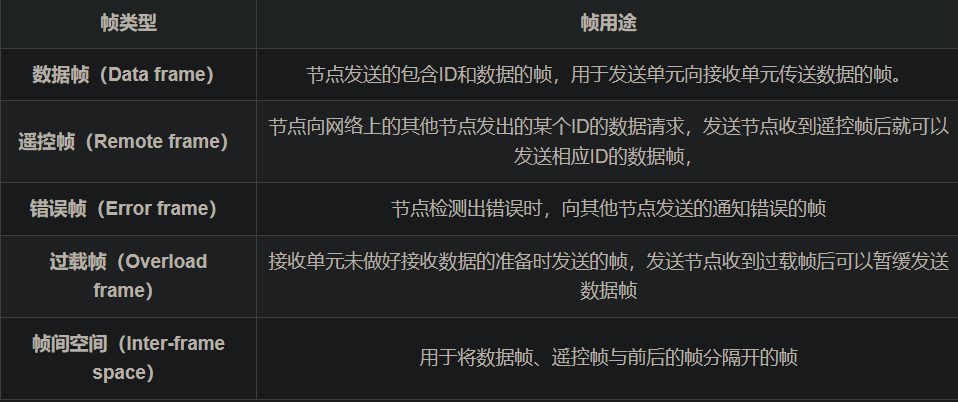 帧类型
帧用途
数据帧（Data frame）
节点发送的包含ID和数据的帧，用于发送单元向接收单元传送数据的帧。
遥控帧（Remote frame）
节点向网络上的其他节点发出的某个ID的数据请求，发送节点收到遥控帧后就可以
发送相应ID的数据帧，
错误帧（Error frame）
节点检测出错误时，向其他节点发送的通知错误的帧
过载帧（Overload
frame）
接收单元未做好接收数据的准备时发送的帧，发送节点收到过载帧后可以暂缓发送
数据帧
帧间空间（Inter-frame
space）
用于将数据帧、遥控帧与前后的帧分隔开的帧